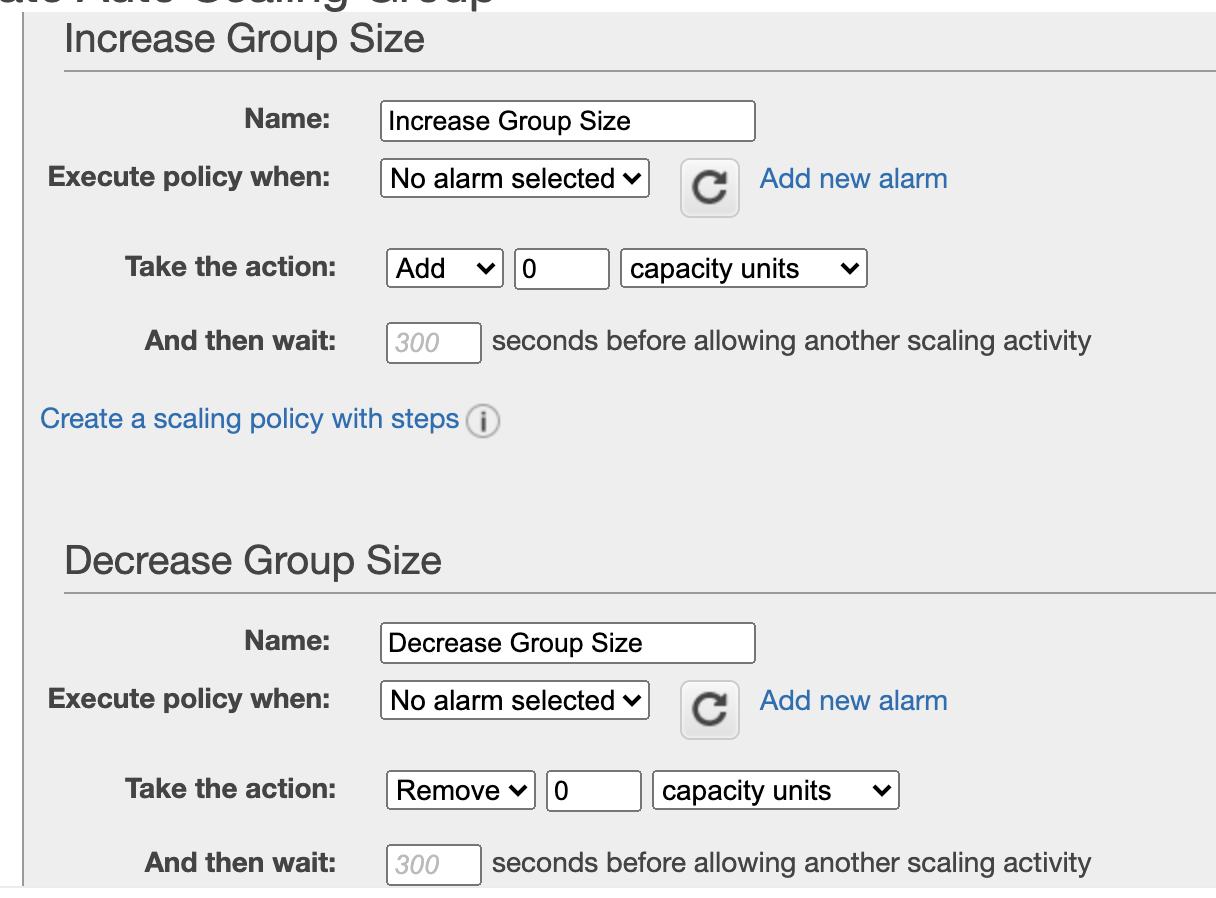 Auto Scaling Group
Increase Group Size
Name: Increase Group Size
Execute policy when: No alarm selected Add new alarm
Take the action: Add 0 capacity units
And then wait: 300 seconds before allowing another scaling activity
Create a scaling policy with steps i
Decrease Group Size
Name: Decrease Group Size
Execute policy when: No alarm selected Add new alarm
Take the action: Remove 0 capacity units
And then wait: 300 seconds before allowing another scaling activity